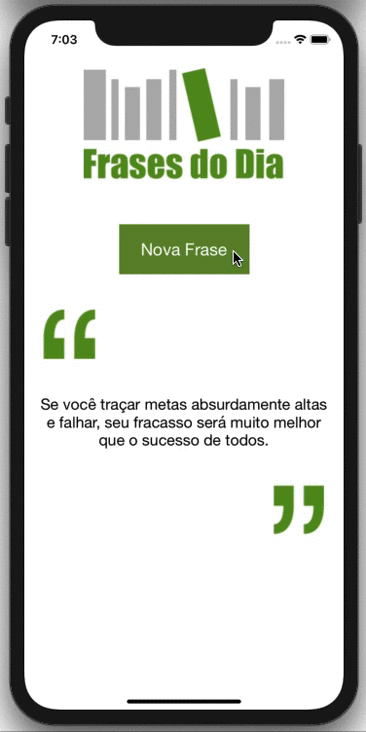 7:03
Frases do Dia
Nova Frase
“
Se você traçar metas absurdamente altas
e falhar, seu fracasso será muito melhor
que o sucesso de todos.
”